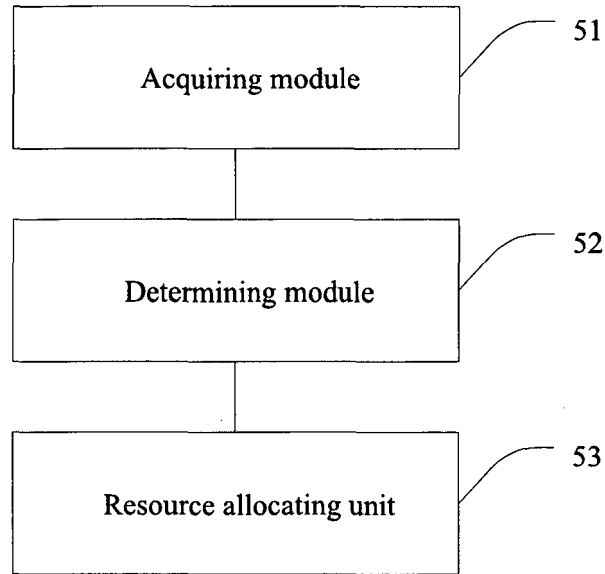 51
Acquiring module
52
Determining module
53
Resource allocating unit